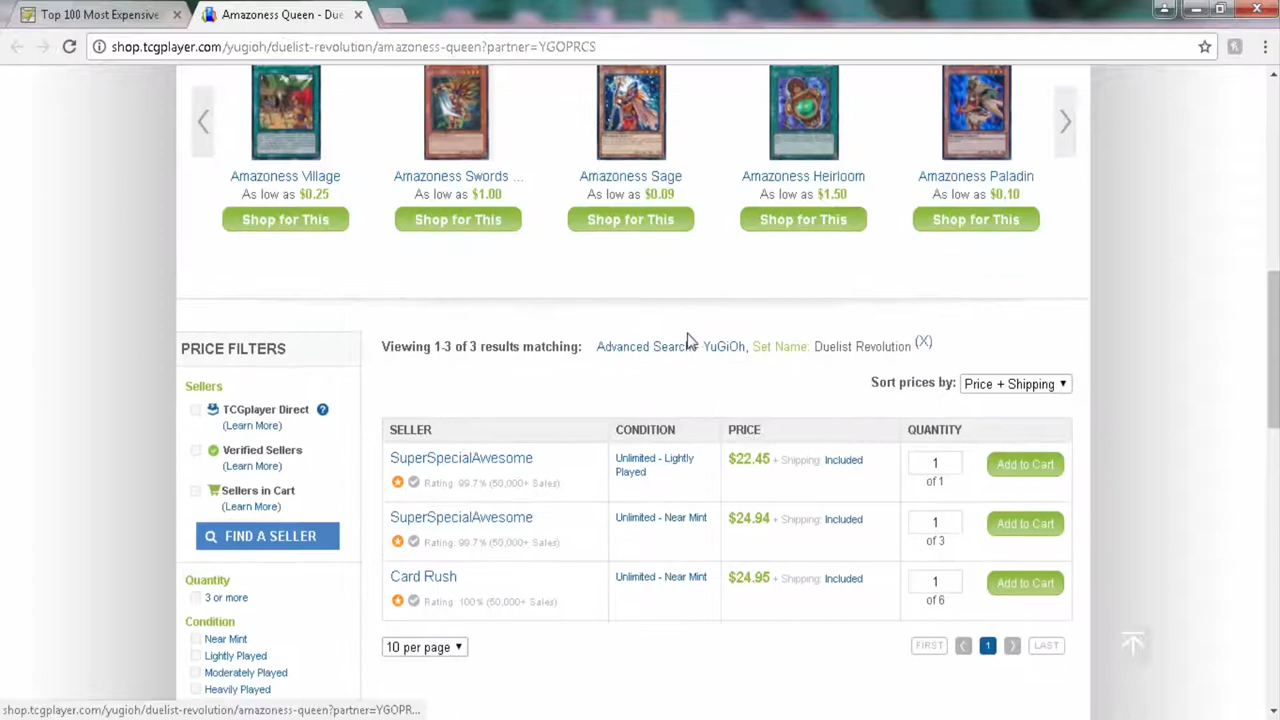 Top 100 Most Expensive
Amazoness Queen - Due
shop.tcgplayer.com/yugioh/duelist-revolution/amazoness-queen?partner=YGOPRCS
Amazoness Village
Amazoness Swords ...
Amazoness Sage
Amazoness Heirloom
Amazoness Paladin
As low as $0.25
As low as $1.00
As low as $0.09
As low as $1.50
As low as $0.10
Shop for This
Shop for This
Shop for This
Shop for This
Shop for This
PRICE FILTERS
Sellers
TCGplayer Direct ?
(Learn More)
Verified Sellers
(Learn More)
Sellers in Cart
(Learn More)
FIND A SELLER
Quantity
3 or more
Condition
Near Mint
Lightly Played
Moderately Played
Heavily Played
Viewing 1-3 of 3 results matching: Advanced Search YuGiOh, Set Name: Duelist Revolution (X)
Sort prices by: Price + Shipping
SELLER CONDITION PRICE QUANTITY
SuperSpecialAwesome
Rating: 99.7% (50,000+ Sales)
Unlimited - Lightly
Played
$22.45 + Shipping: Included
1
of 1
Add to Cart
SuperSpecialAwesome
Rating: 99.7% (50,000+ Sales)
Unlimited - Near Mint
$24.94 + Shipping: Included
1
of 3
Add to Cart
Card Rush
Rating: 100% (50,000+ Sales)
Unlimited - Near Mint
$24.95 + Shipping: Included
1
of 6
Add to Cart
10 per page
FIRST 1 LAST
shop.tcgplayer.com/yugioh/duelist-revolution/amazoness-queen?partner=YGOPR...